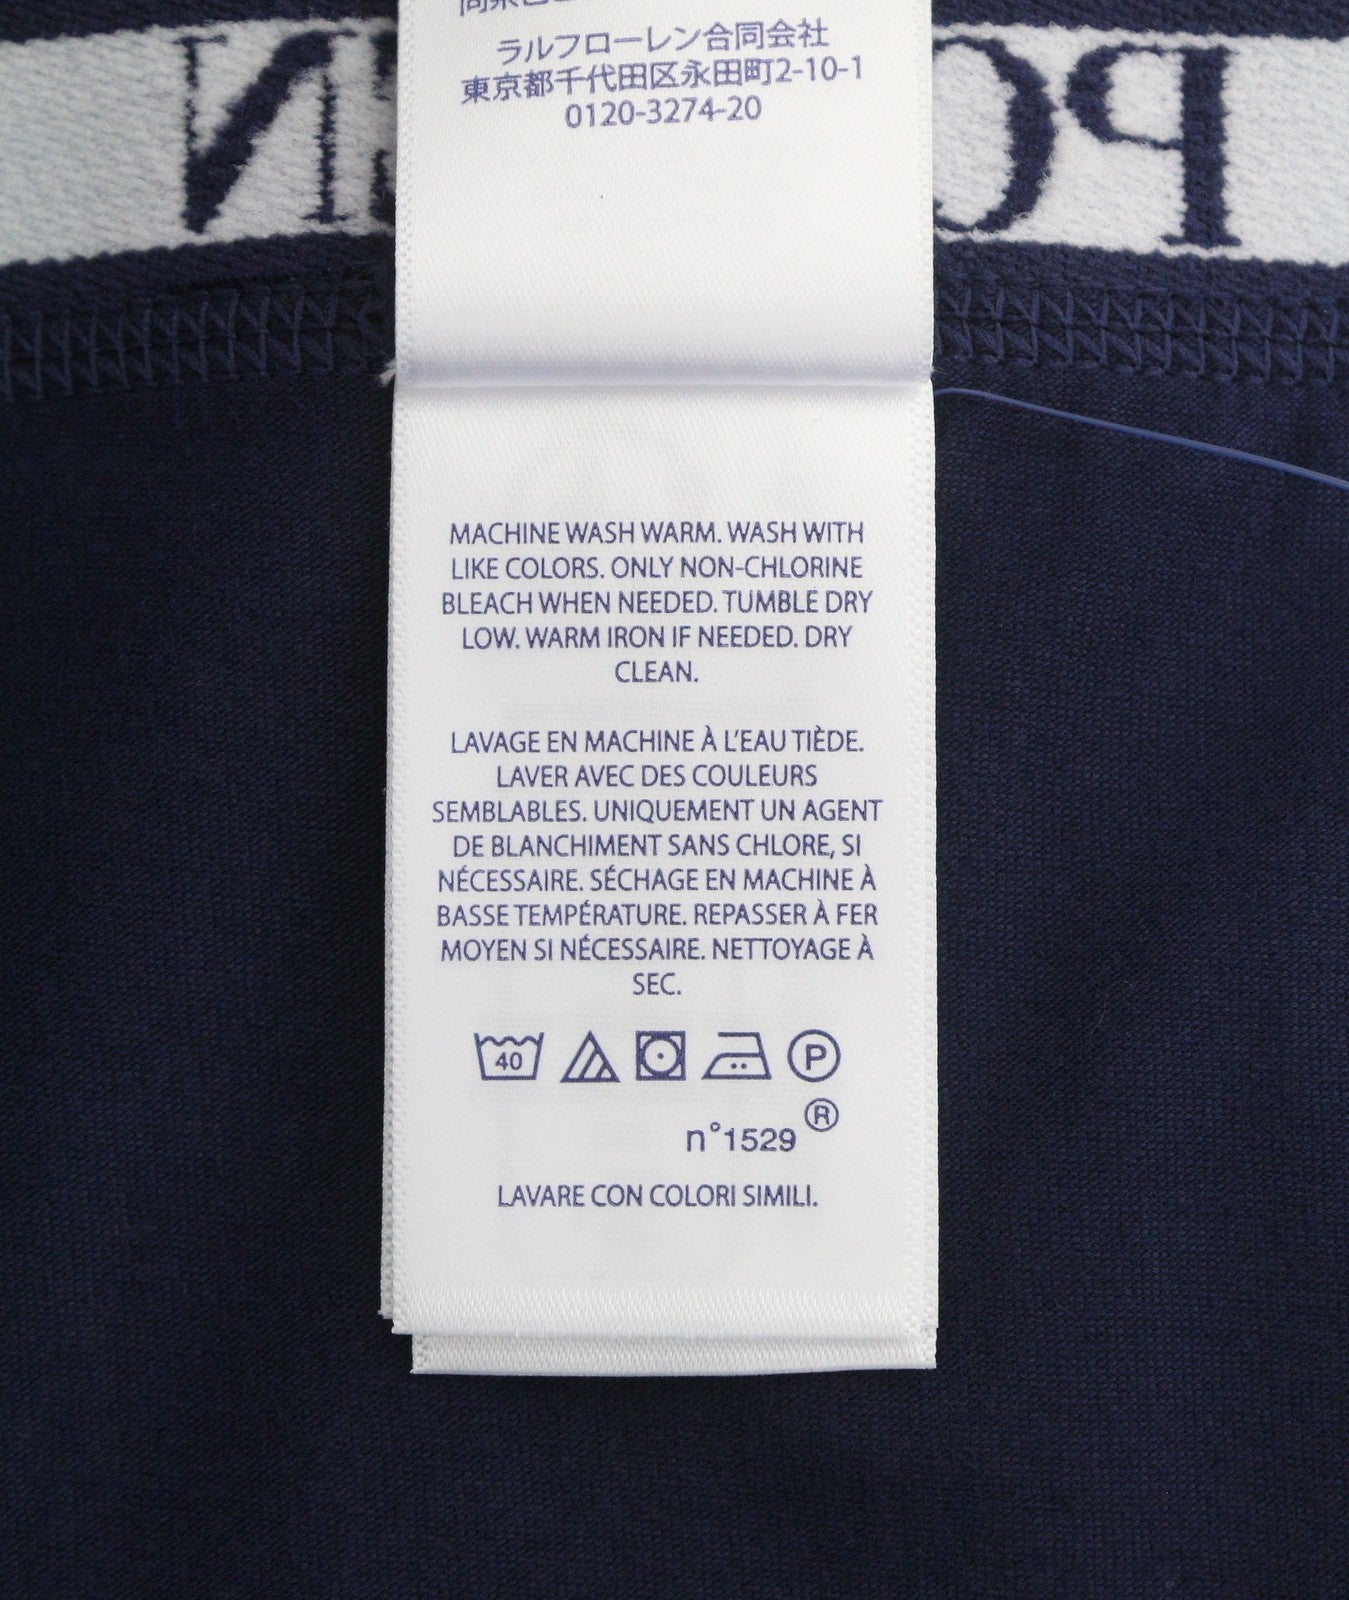 ラルフローレン合同会社
東京都千代田区永田町2-10-1
0120-3274-20
MACHINE WASH WARM. WASH WITH
LIKE COLORS. ONLY NON-CHLORINE
BLEACH WHEN NEEDED. TUMBLE DRY
LOW. WARM IRON IF NEEDED. DRY
CLEAN.
LAVAGE EN MACHINE À L'EAU TIÈDE.
LAVER AVEC DES COULEURS
SEMBLABLES. UNIQUEMENT UN AGENT
DE BLANCHIMENT SANS CHLORE, SI
NÉCESSAIRE. SÉCHAGE EN MACHINE À
BASSE TEMPÉRATURE. REPASSER À FER
MOYEN SI NÉCESSAIRE. NETTOYAGE À
SEC.
40 P
n°1529 ®
LAVARE CON COLORI SIMILI.